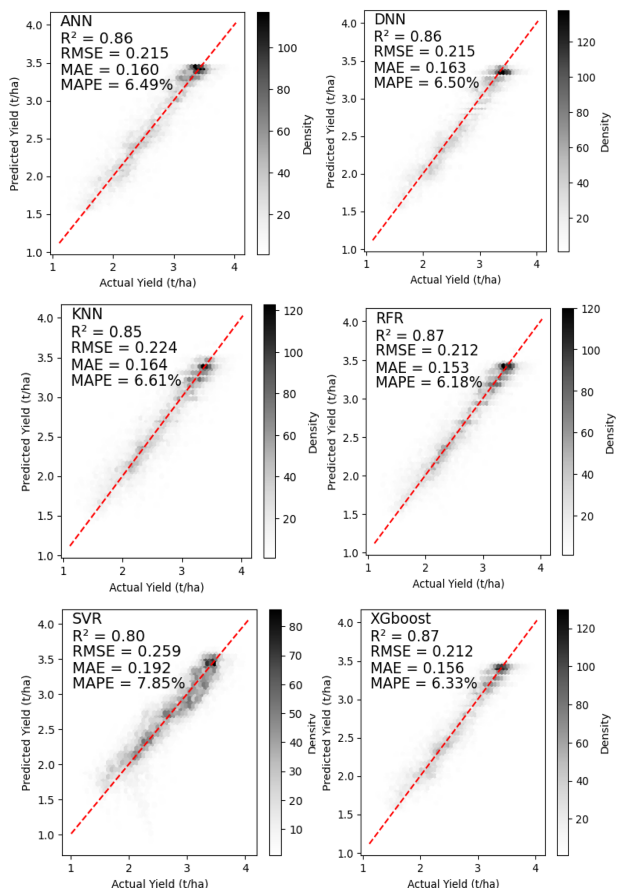 ANN
R² = 0.86
RMSE = 0.215
MAE = 0.160
MAPE = 6.49%
Predicted Yield (t/ha)
4.0
3.5
3.0
2.5
2.0
1.5
1.0
1 2 3 4
Actual Yield (t/ha)
100
80
60
40
20
Density
DNN
R² = 0.86
RMSE = 0.215
MAE = 0.163
MAPE = 6.50%
Predicted Yield (t/ha)
4.0
3.5
3.0
2.5
2.0
1.5
1.0
1 2 3 4
Actual Yield (t/ha)
120
100
80
60
40
20
Density
KNN
R² = 0.85
RMSE = 0.224
MAE = 0.164
MAPE = 6.61%
Predicted Yield (t/ha)
4.0
3.5
3.0
2.5
2.0
1.5
1.0
1 2 3 4
Actual Yield (t/ha)
120
100
80
60
40
20
Density
RFR
R² = 0.87
RMSE = 0.212
MAE = 0.153
MAPE = 6.18%
Predicted Yield (t/ha)
4.0
3.5
3.0
2.5
2.0
1.5
1.0
1 2 3 4
Actual Yield (t/ha)
120
100
80
60
40
20
Density
SVR
R² = 0.80
RMSE = 0.259
MAE = 0.192
MAPE = 7.85%
Predicted Yield (t/ha)
4.0
3.5
3.0
2.5
2.0
1.5
1.0
1 2 3 4
Actual Yield (t/ha)
80
70
60
50
40
30
20
10
Density
XGboost
R² = 0.87
RMSE = 0.212
MAE = 0.156
MAPE = 6.33%
Predicted Yield (t/ha)
4.0
3.5
3.0
2.5
2.0
1.5
1.0
1 2 3 4
Actual Yield (t/ha)
120
100
80
60
40
20
Density